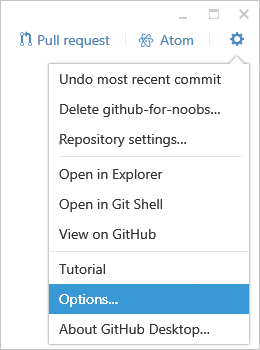 Pull request
Atom
Undo most recent commit
Delete github-for-noobs...
Repository settings...
Open in Explorer
Open in Git Shell
View on GitHub
Tutorial
Options...
About GitHub Desktop...